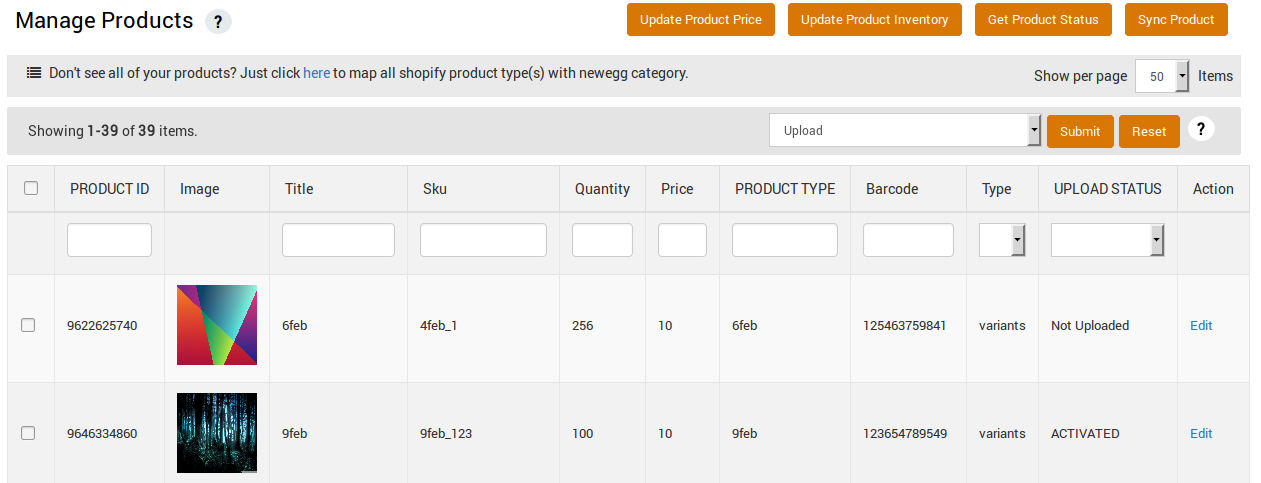 Manage Products ?
Update Product Price Update Product Inventory Get Product Status Sync Product
Don't see all of your products? Just click here to map all shopify product type(s) with newegg category.
Show per page 50 Items
Showing 1-39 of 39 items.
Upload Submit Reset ?
PRODUCT ID Image Title Sku Quantity Price PRODUCT TYPE Barcode Type UPLOAD STATUS Action
9622625740 6feb 4feb_1 256 10 6feb 125463759841 variants Not Uploaded Edit
9646334860 9feb 9feb_123 100 10 9feb 123654789549 variants ACTIVATED Edit